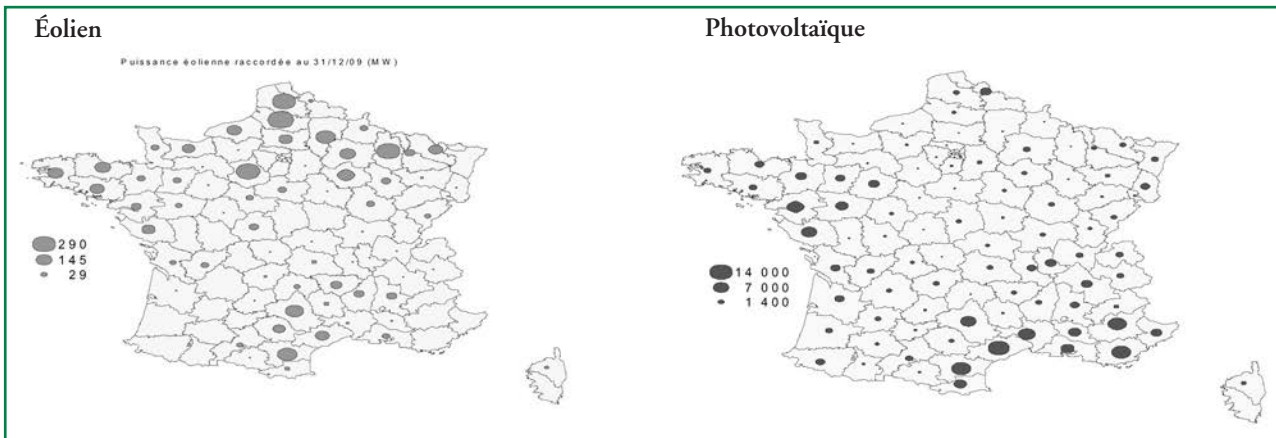 Éolien
Puissance éolienne raccordée au 31/12/09 (MW)
290
145
29
Photovoltaïque
14 000
7 000
1 400